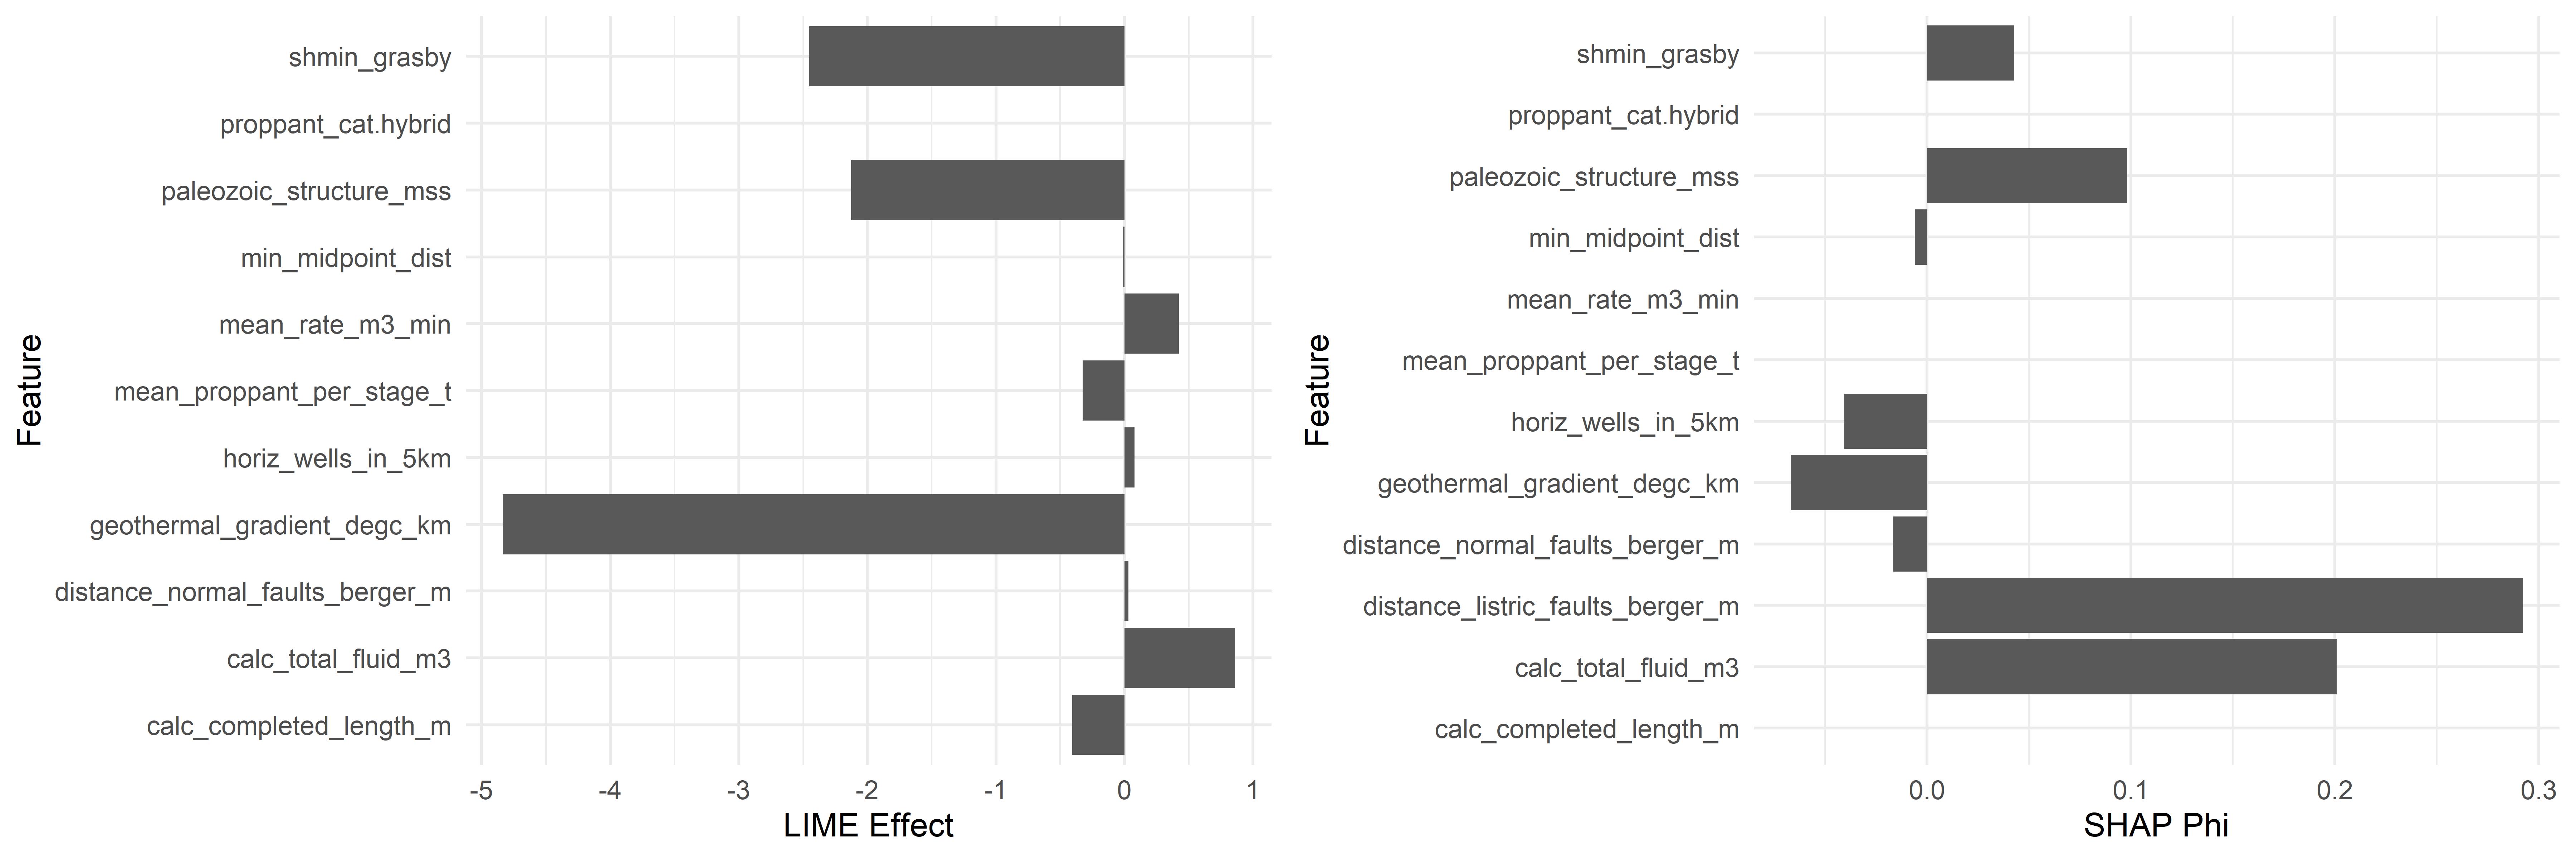 Feature
shmin_grasby
proppant_cat.hybrid
paleozoic_structure_mss
min_midpoint_dist
mean_rate_m3_min
mean_proppant_per_stage_t
horiz_wells_in_5km
geothermal_gradient_degc_km
distance_normal_faults_berger_m
calc_total_fluid_m3
calc_completed_length_m
-5 -4 -3 -2 -1 0 1
LIME Effect
Feature
shmin_grasby
proppant_cat.hybrid
paleozoic_structure_mss
min_midpoint_dist
mean_rate_m3_min
mean_proppant_per_stage_t
horiz_wells_in_5km
geothermal_gradient_degc_km
distance_normal_faults_berger_m
distance_listric_faults_berger_m
calc_total_fluid_m3
calc_completed_length_m
0.0 0.1 0.2 0.3
SHAP Phi